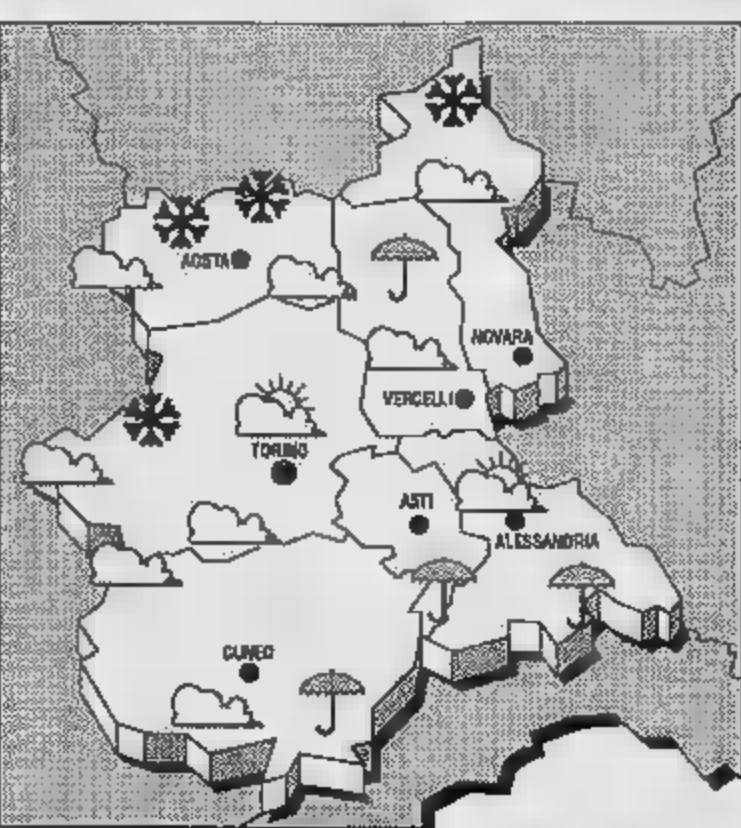 AOSTA
NOVARA
VERCELLI
TORINO
ASTI
ALESSANDRIA
CUNEO